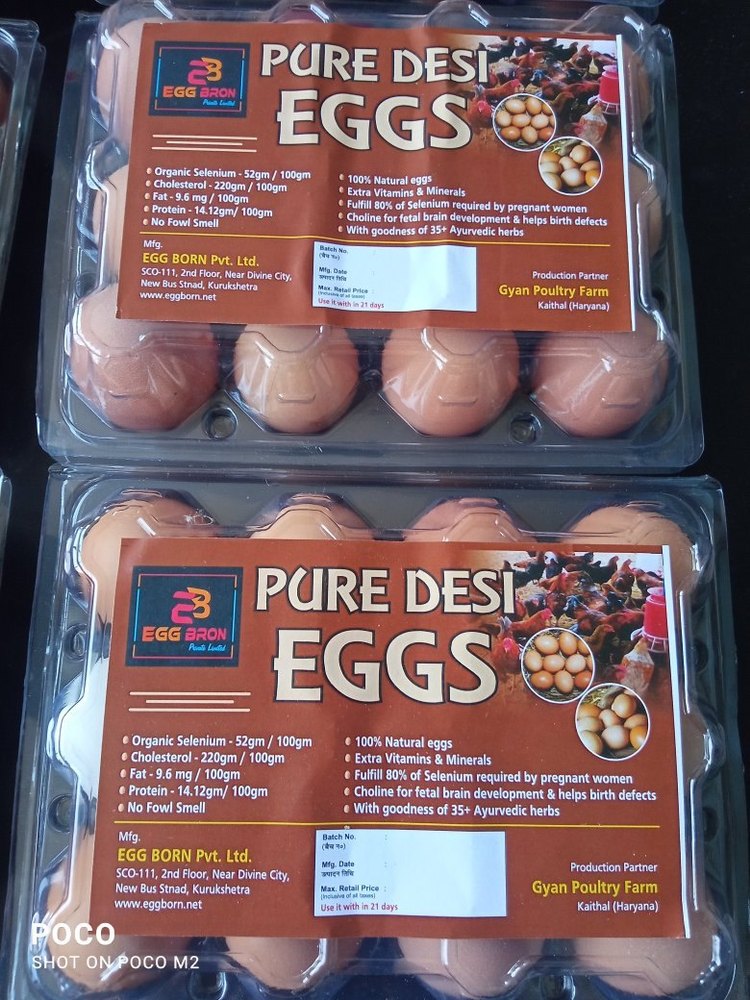 23
EGG BRON
Private Limited
PURE DESI
EGGS
Organic Selenium - 52gm / 100gm
Cholesterol - 220gm / 100gm
Fat - 9.6 mg / 100gm
Protein - 14.12gm/ 100gm
No Fowl Smell
100% Natural eggs
Extra Vitamins & Minerals
Fulfill 80% of Selenium required by pregnant women
Choline for fetal brain development & helps birth defects
With goodness of 35+ Ayurvedic herbs
Mfg.
EGG BORN Pvt. Ltd.
SCO-111, 2nd Floor, Near Divine City,
New Bus Stnad, Kurukshetra
www.eggborn.net
Batch No. :
(बैच न०)
Mfg. Date :
उत्पादन तिथि
Max. Retail Price :
(Inclusive of all taxes)
Use it with in 21 days
Production Partner
Gyan Poultry Farm
Kaithal (Haryana)
23
EGG BRON
Private Limited
PURE DESI
EGGS
Organic Selenium - 52gm / 100gm
Cholesterol - 220gm / 100gm
Fat - 9.6 mg / 100gm
Protein - 14.12gm/ 100gm
No Fowl Smell
100% Natural eggs
Extra Vitamins & Minerals
Fulfill 80% of Selenium required by pregnant women
Choline for fetal brain development & helps birth defects
With goodness of 35+ Ayurvedic herbs
Mfg.
EGG BORN Pvt. Ltd.
SCO-111, 2nd Floor, Near Divine City,
New Bus Stnad, Kurukshetra
www.eggborn.net
Batch No. :
(बैच न०)
Mfg. Date :
उत्पादन तिथि
Max. Retail Price :
(Inclusive of all taxes)
Use it with in 21 days
Production Partner
Gyan Poultry Farm
Kaithal (Haryana)
POCO
SHOT ON POCO M2